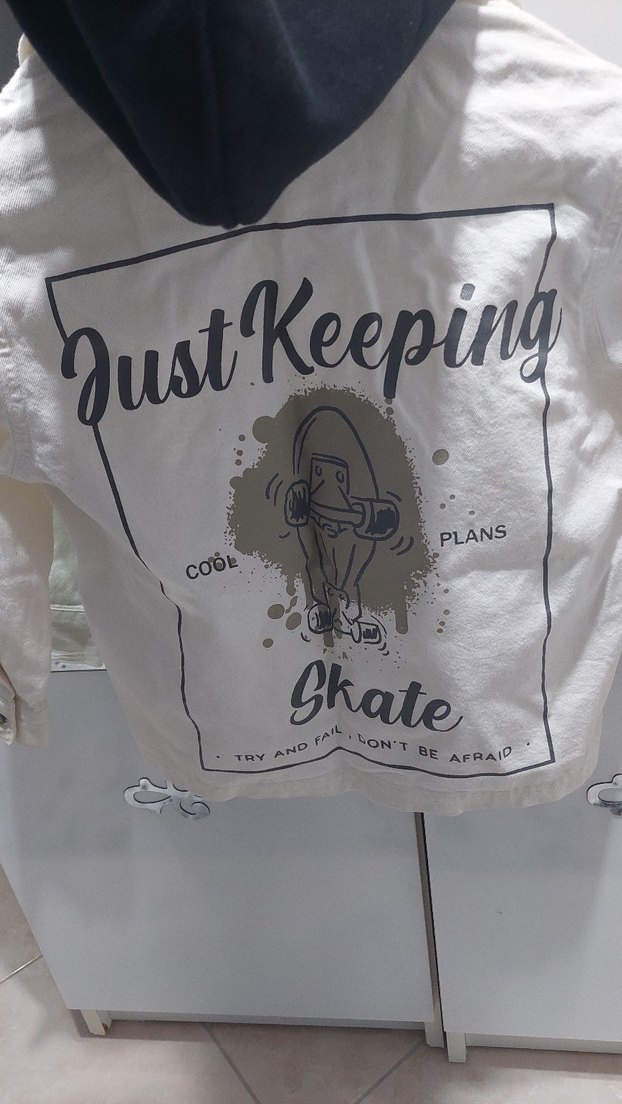 Just Keeping
COOL PLANS
Skate
· TRY AND FAIL, DON'T BE AFRAID ·